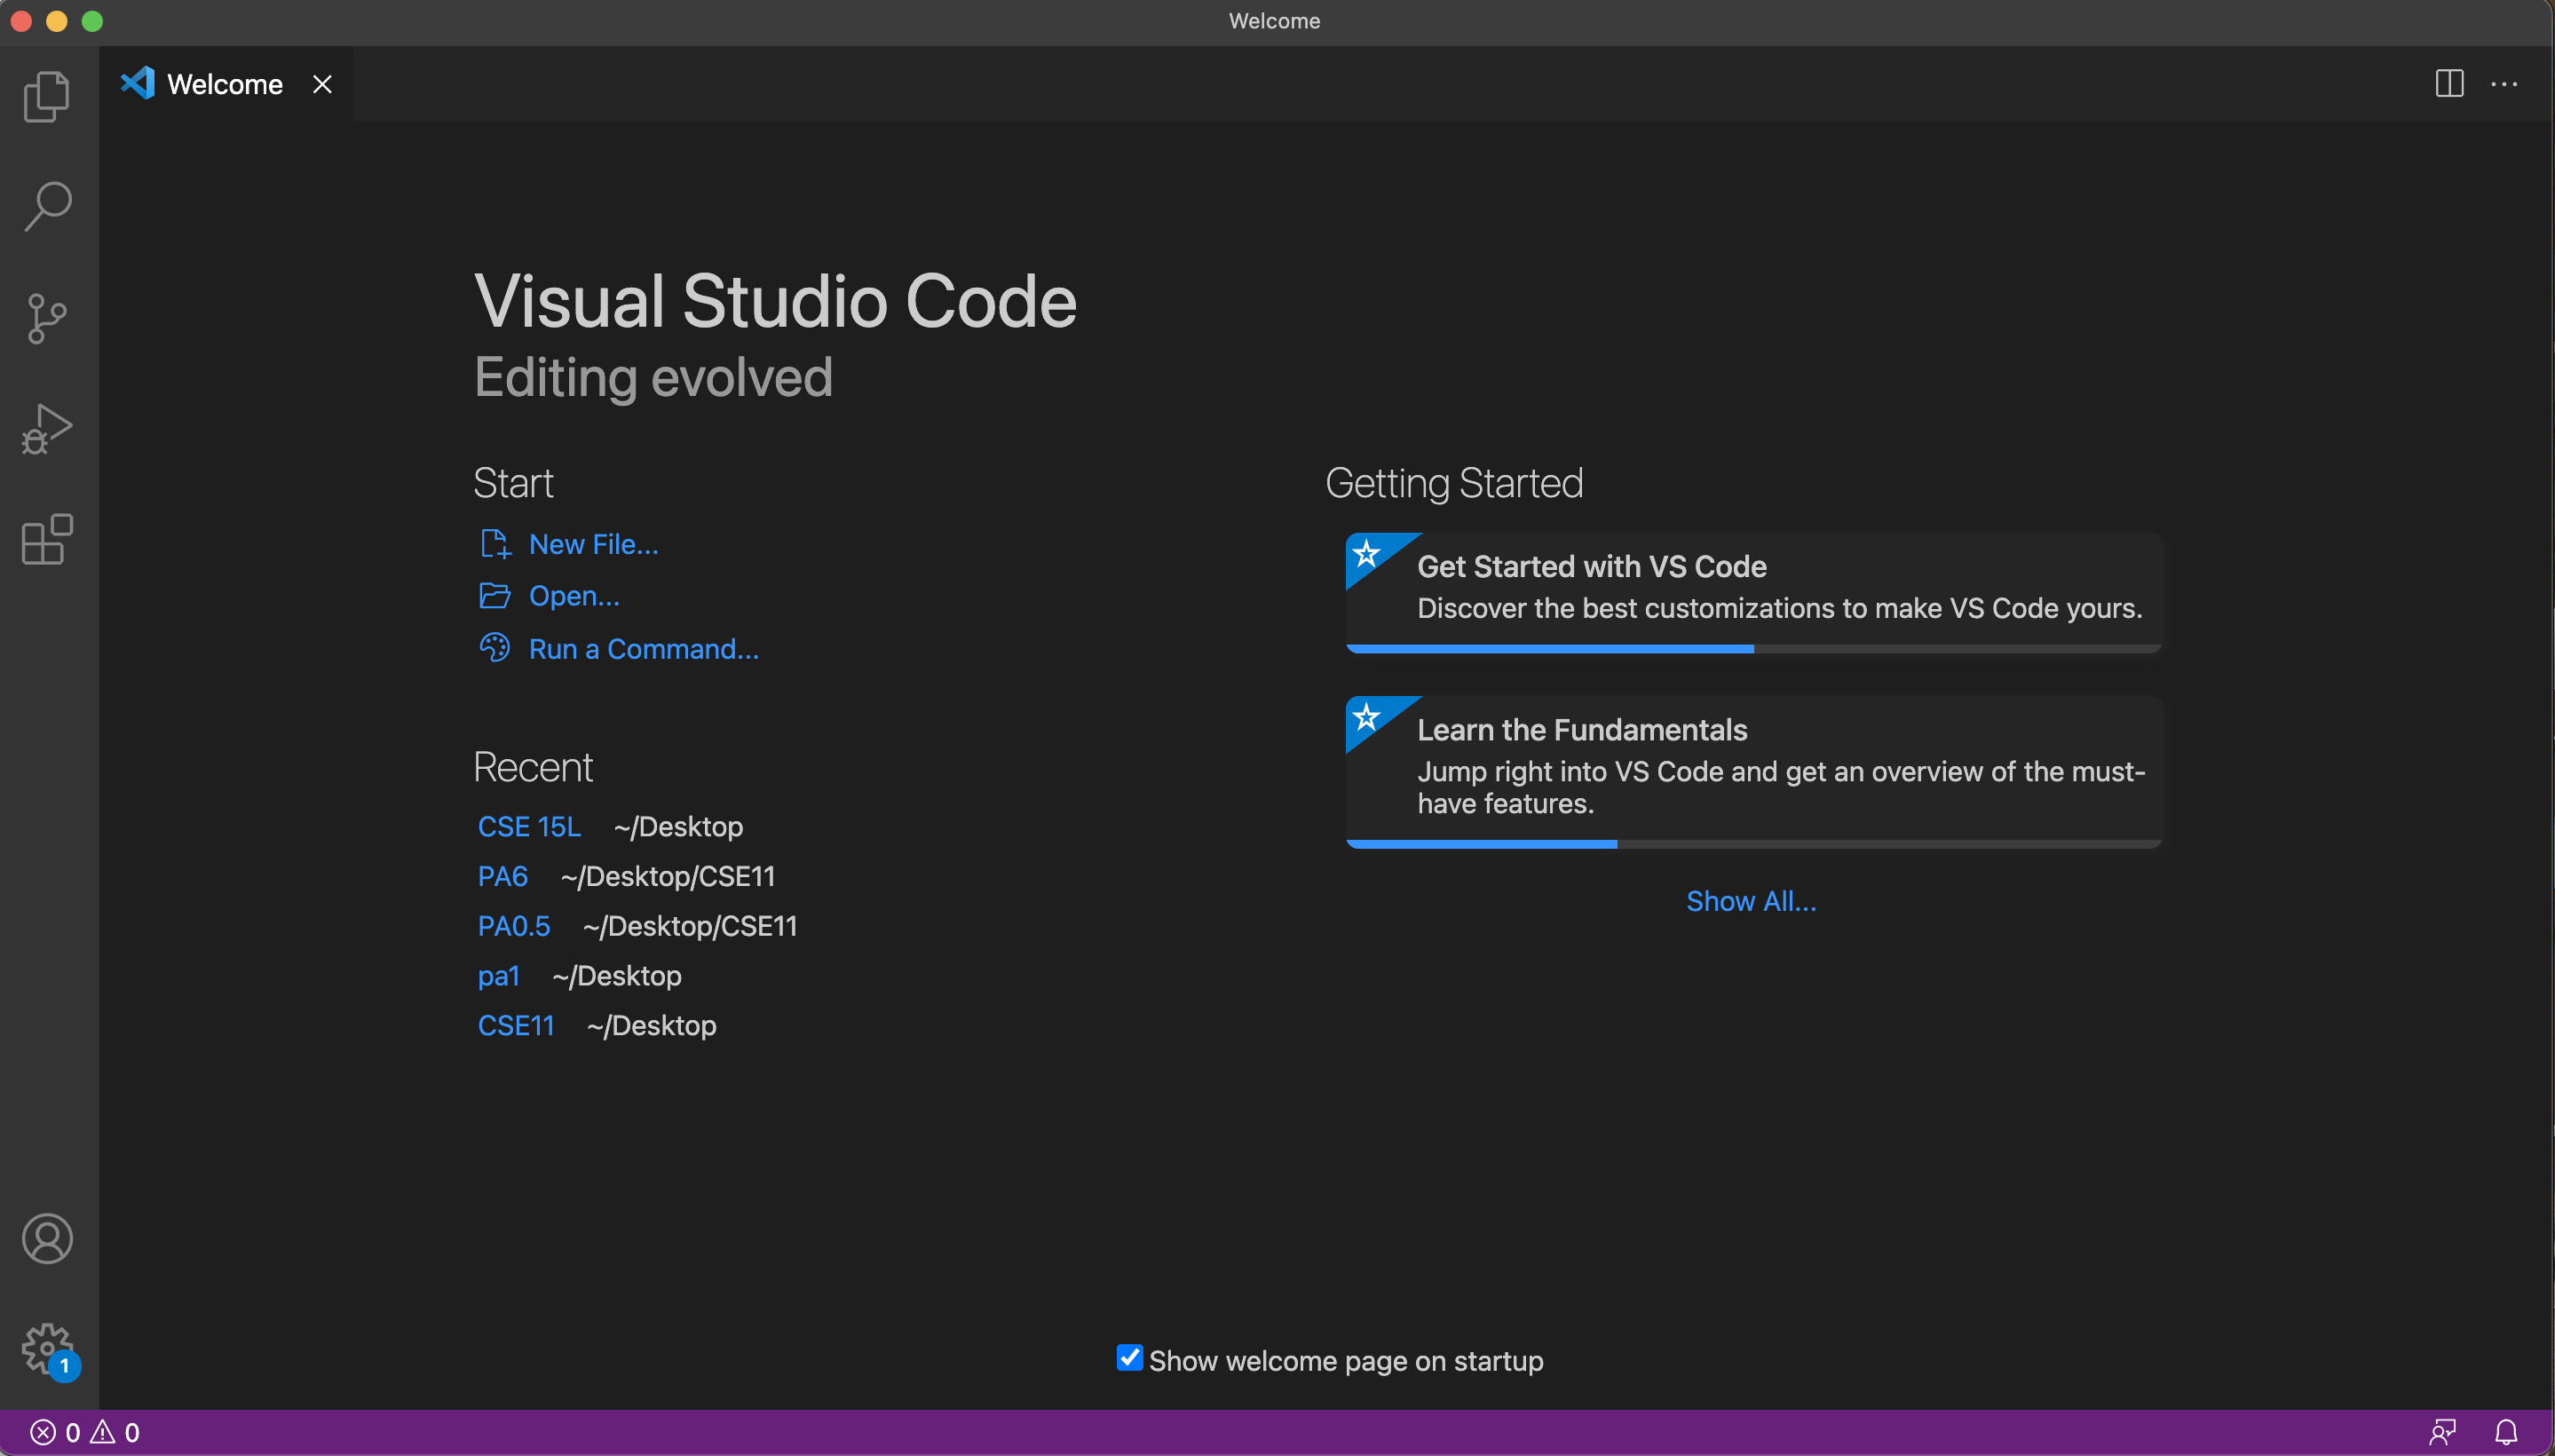 Welcome
Welcome
Visual Studio Code
Editing evolved
Start
New File...
Open...
Run a Command...
Recent
CSE 15L ~/Desktop
PA6 ~/Desktop/CSE11
PA0.5 ~/Desktop/CSE11
pa1 ~/Desktop
CSE11 ~/Desktop
Getting Started
Get Started with VS Code
Discover the best customizations to make VS Code yours.
Learn the Fundamentals
Jump right into VS Code and get an overview of the must-
have features.
Show All...
Show welcome page on startup
1
0 0